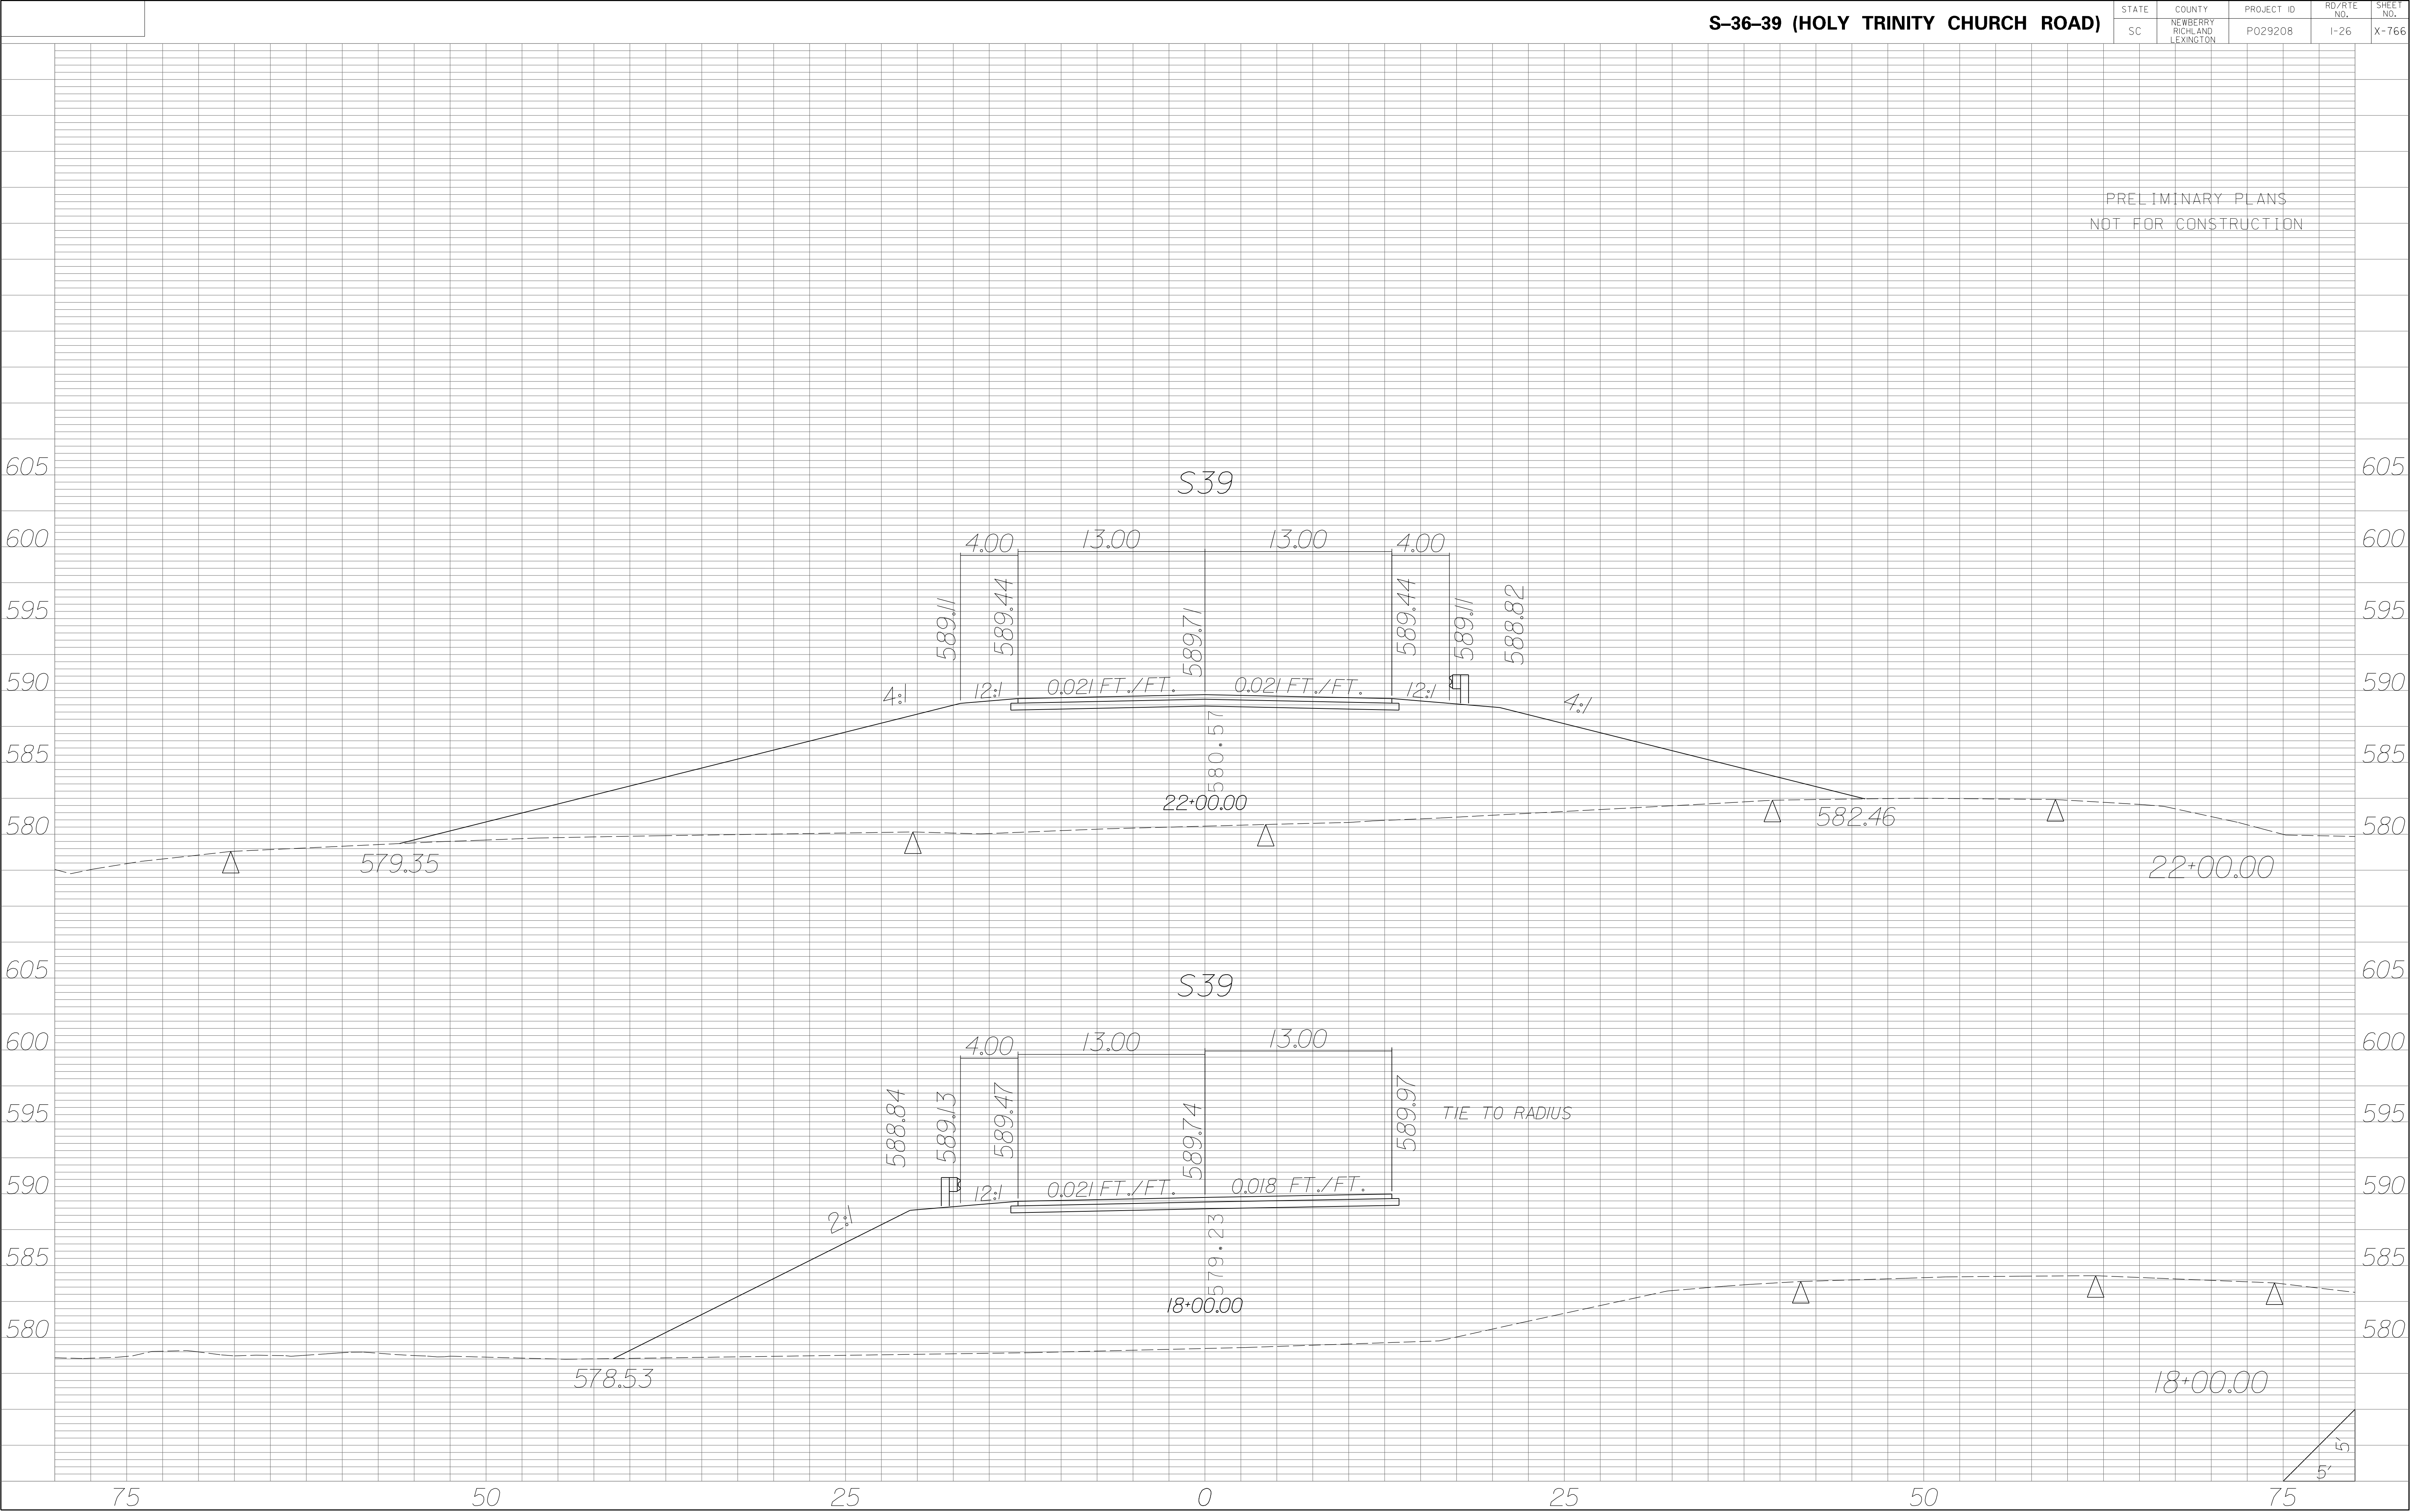 S-36-39 (HOLY TRINITY CHURCH ROAD)
STATE COUNTY PROJECT ID RD/RTE NO. SHEET NO.
SC NEWBERRY RICHLAND LEXINGTON P029208 I-26 X-766
PRELIMINARY PLANS
NOT FOR CONSTRUCTION
605 605
S39
600 4.00 13.00 13.00 4.00 600
595 589.11 589.44 589.71 589.44 589.11 588.82 595
590 4:1 12:1 0.021 FT./FT. 0.021 FT./FT. 12:1 4:1 590
585 580.57 585
22+00.00
580 582.46 580
579.35 22+00.00
605 605
S39
600 4.00 13.00 13.00 600
595 588.84 589.13 589.47 589.74 589.97 TIE TO RADIUS 595
590 12:1 0.021 FT./FT. 0.018 FT./FT. 590
2:1
585 579.23 585
18+00.00
580 580
578.53 18+00.00
5'
5'
75 50 25 0 25 50 75